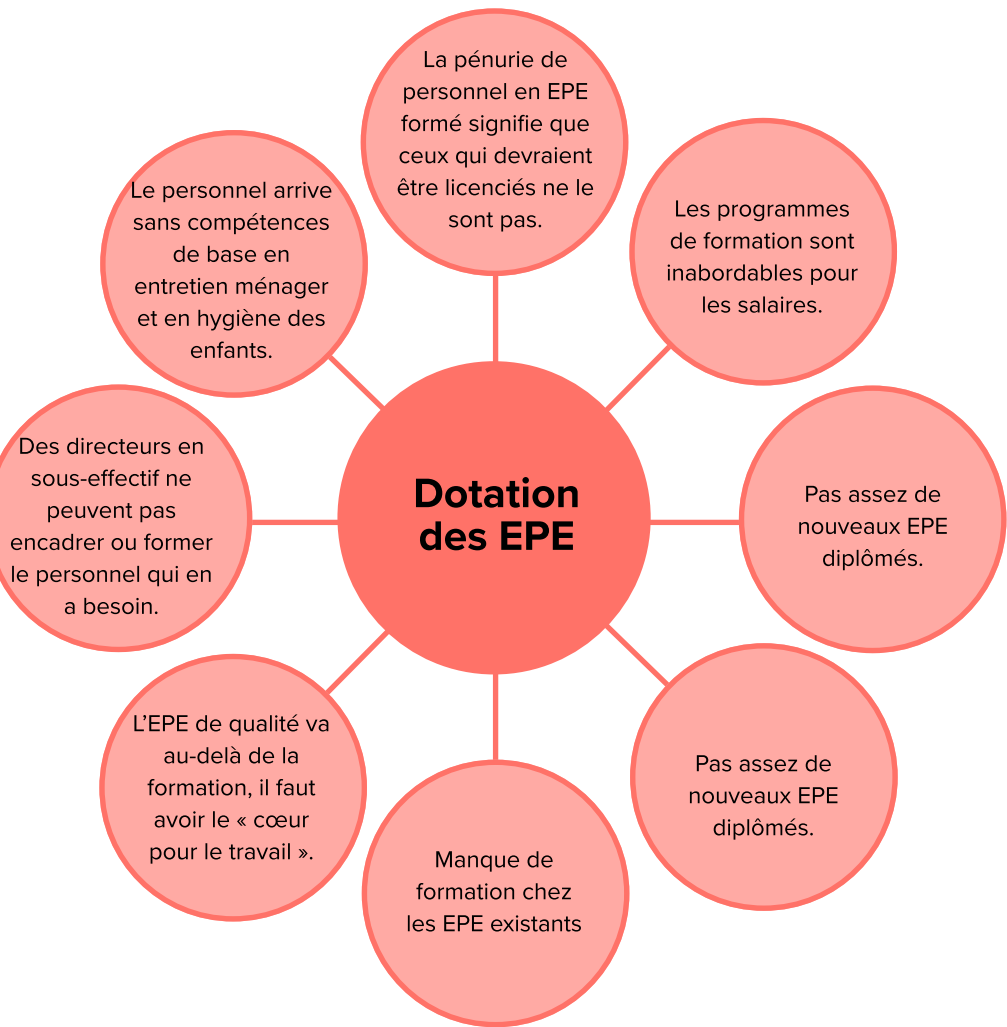 La pénurie de
personnel en EPE
formé signifie que
ceux qui devraient
être licenciés ne le
sont pas.
Les programmes
de formation sont
inabordables pour
les salaires.
Pas assez de
nouveaux EPE
diplômés.
Pas assez de
nouveaux EPE
diplômés.
Manque de
formation chez
les EPE existants
L’EPE de qualité va
au-delà de la
formation, il faut
avoir le « cœur
pour le travail ».
Des directeurs en
sous-effectif ne
peuvent pas
encadrer ou former
le personnel qui en
a besoin.
Le personnel arrive
sans compétences
de base en
entretien ménager
et en hygiène des
enfants.
Dotation
des EPE